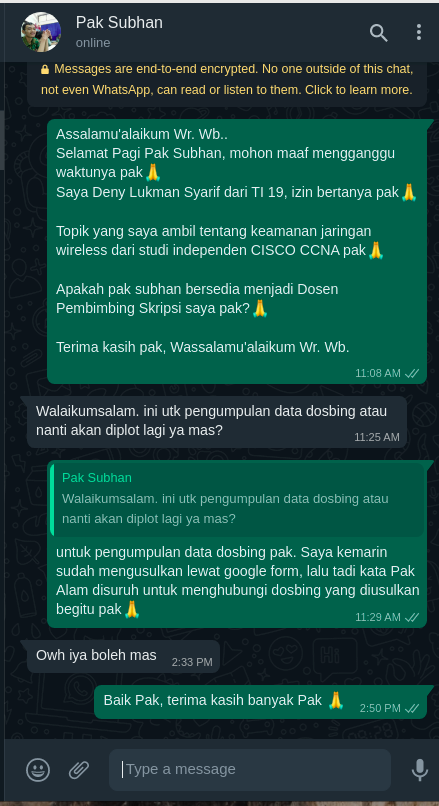 Pak Subhan
online
Messages are end-to-end encrypted. No one outside of this chat,
not even WhatsApp, can read or listen to them. Click to learn more.
Assalamu'alaikum Wr. Wb..
Selamat Pagi Pak Subhan, mohon maaf mengganggu
waktunya pak🙏
Saya Deny Lukman Syarif dari TI 19, izin bertanya pak🙏
Topik yang saya ambil tentang keamanan jaringan
wireless dari studi independen CISCO CCNA pak🙏
Apakah pak subhan bersedia menjadi Dosen
Pembimbing Skripsi saya pak?🙏
Terima kasih pak, Wassalamu'alaikum Wr. Wb.
11:08 AM
Walaikumsalam. ini utk pengumpulan data dosbing atau
nanti akan diplot lagi ya mas?
11:25 AM
Pak Subhan
Walaikumsalam. ini utk pengumpulan data dosbing atau
nanti akan diplot lagi ya mas?
untuk pengumpulan data dosbing pak. Saya kemarin
sudah mengusulkan lewat google form, lalu tadi kata Pak
Alam disuruh untuk menghubungi dosbing yang diusulkan
begitu pak🙏
11:29 AM
Owh iya boleh mas
2:33 PM
Baik Pak, terima kasih banyak Pak 🙏
2:50 PM
Type a message